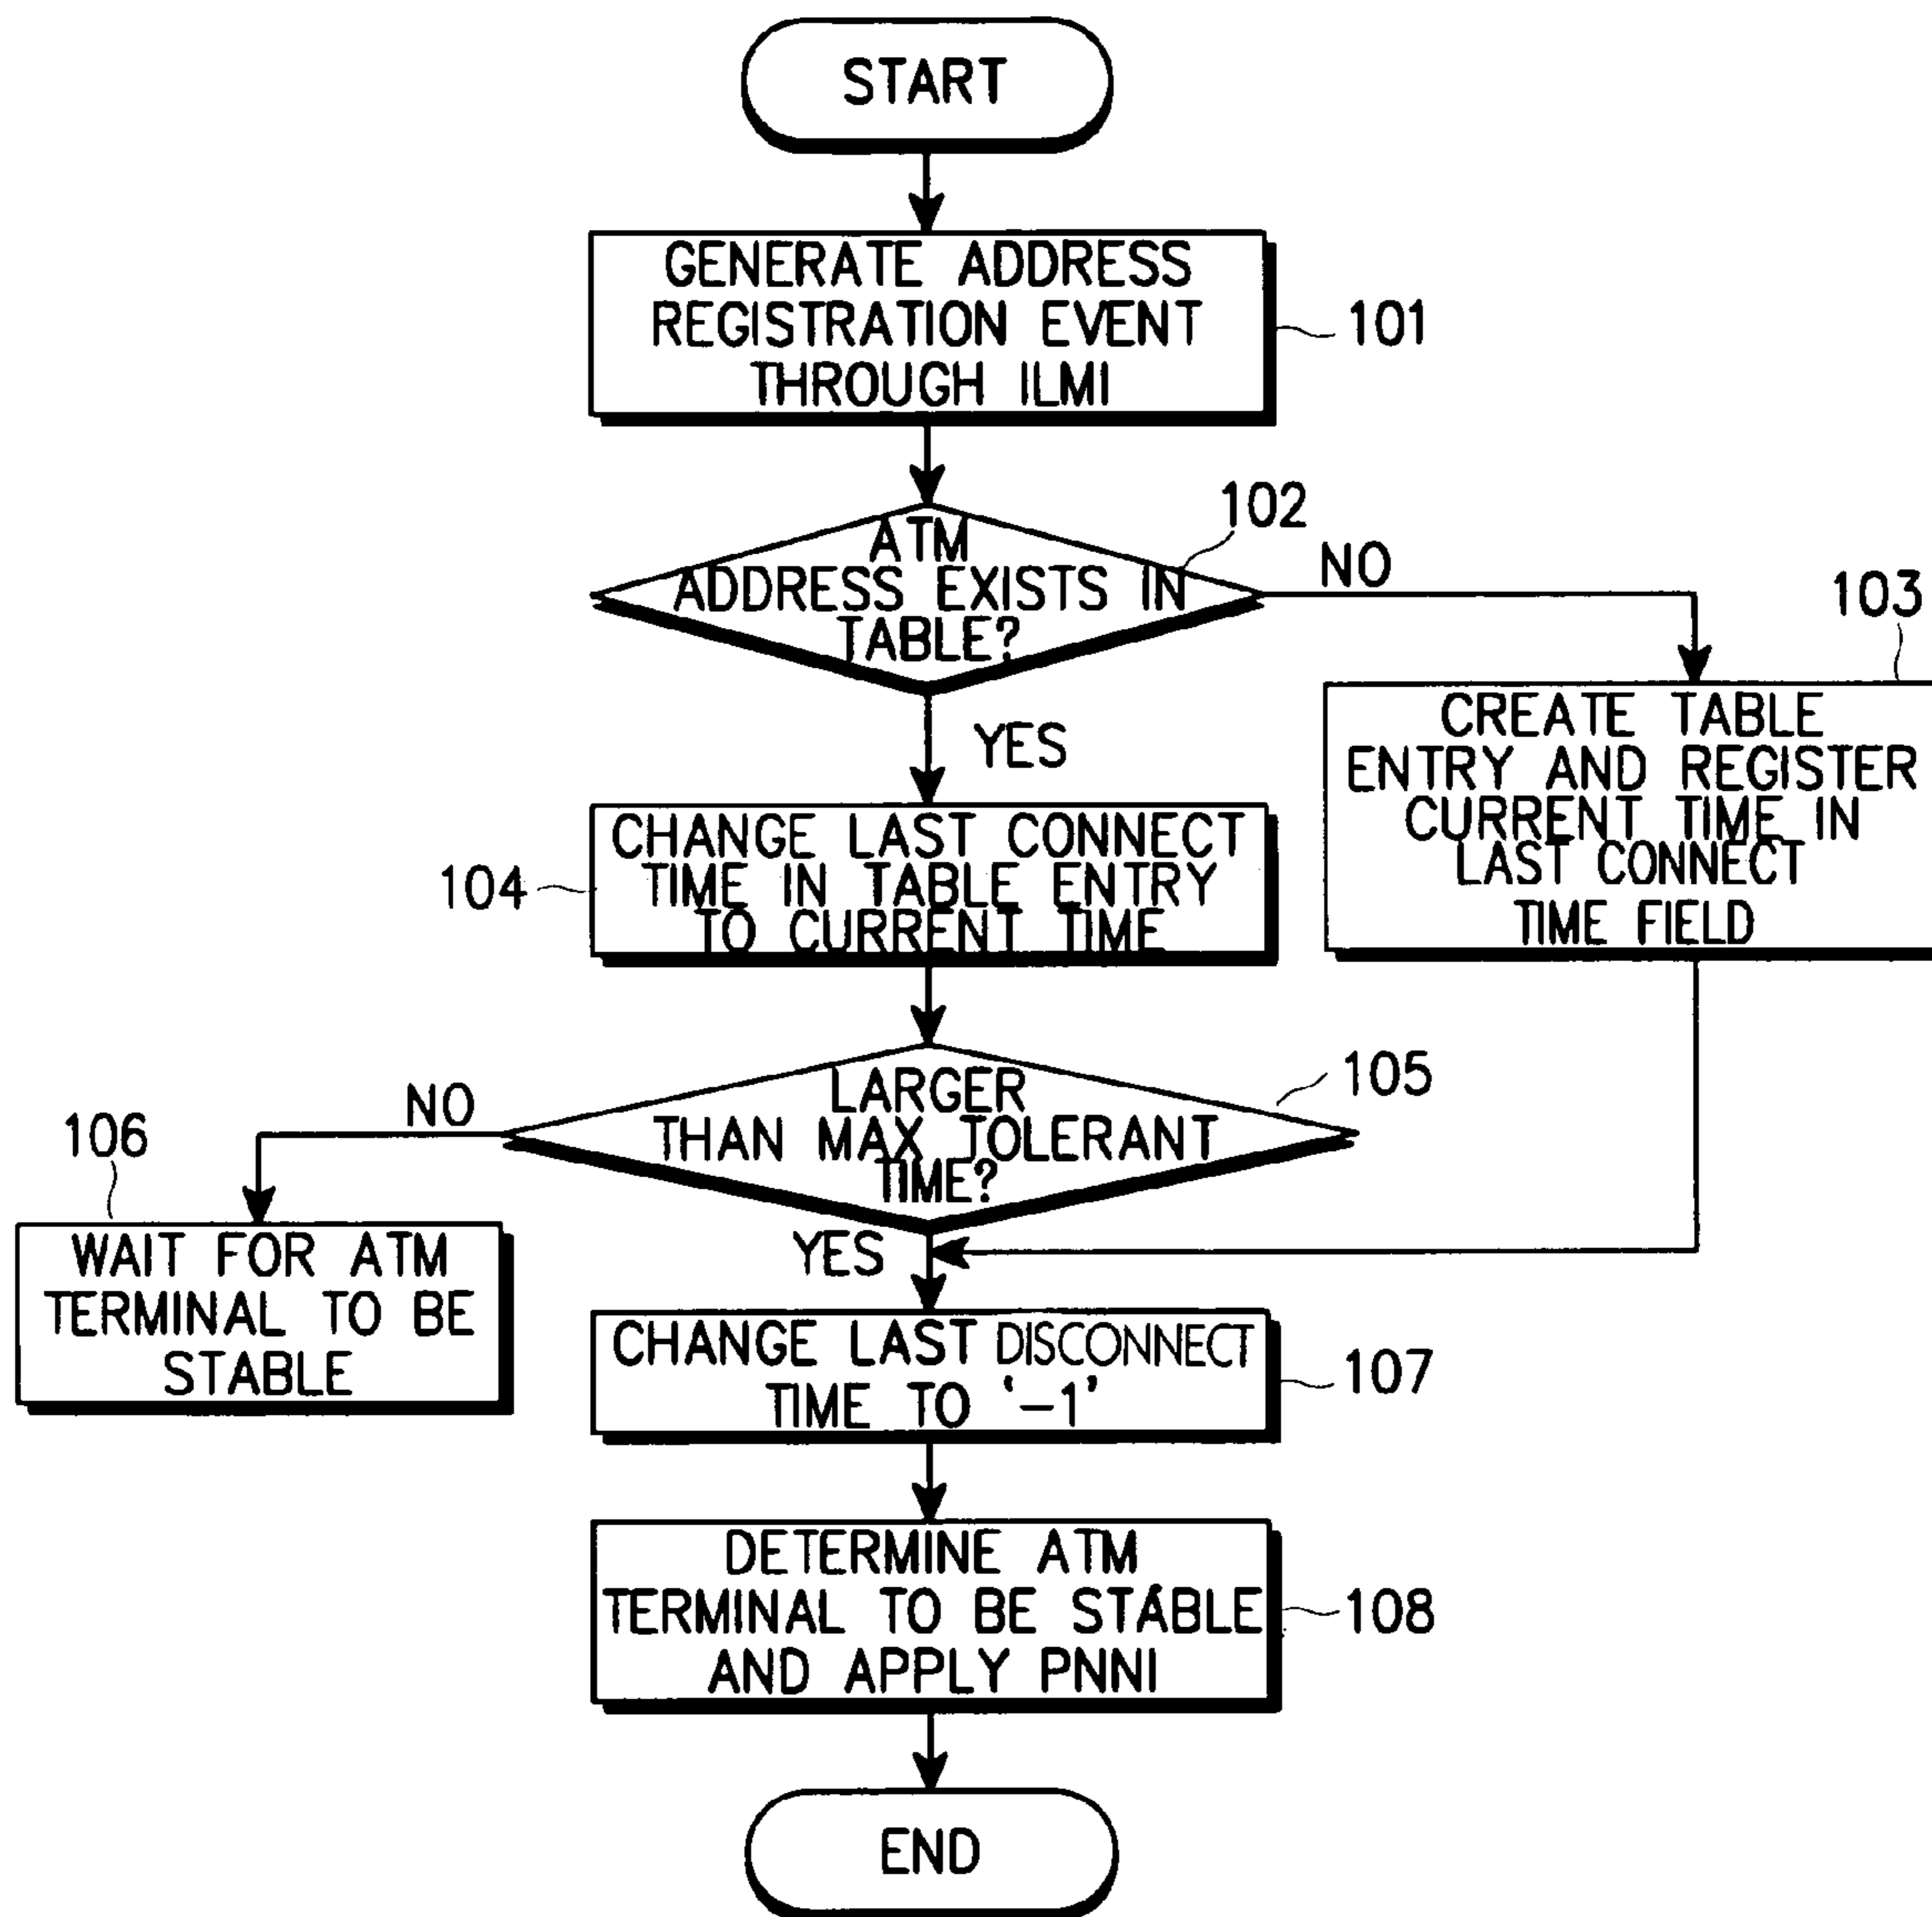 START
GENERATE ADDRESS
REGISTRATION EVENT
THROUGH ILMI
101
ATM
ADDRESS EXISTS IN
TABLE?
102
NO
YES
103
CREATE TABLE
ENTRY AND REGISTER
CURRENT TIME IN
LAST CONNECT
TIME FIELD
104
CHANGE LAST CONNECT
TIME IN TABLE ENTRY
TO CURRENT TIME
LARGER
THAN MAX TOLERANT
TIME?
105
NO
YES
106
WAIT FOR ATM
TERMINAL TO BE
STABLE
CHANGE LAST DISCONNECT
TIME TO ‘-1’
107
DETERMINE ATM
TERMINAL TO BE STABLE
AND APPLY PNNI
108
END